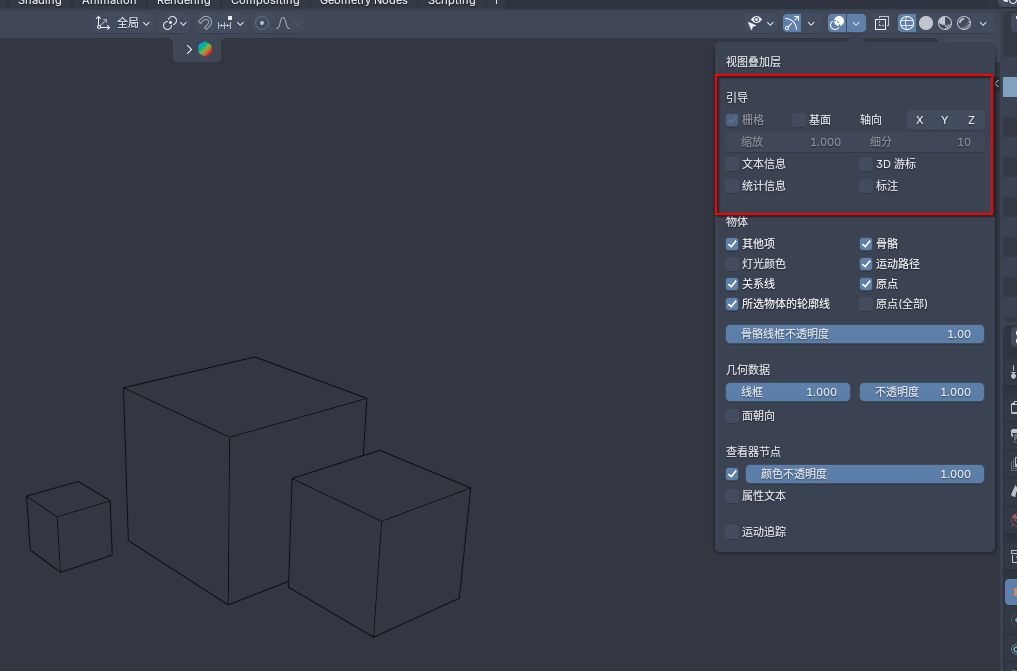 Shading Animation Rendering Compositing Geometry Nodes Scripting
全局
视图叠加层
引导
栅格 基面 轴向 X Y Z
缩放 1.000 细分 10
文本信息 3D 游标
统计信息 标注
物体
其他项 骨骼
灯光颜色 运动路径
关系线 原点
所选物体的轮廓线 原点(全部)
骨骼线框不透明度 1.00
几何数据
线框 1.000 不透明度 1.000
面朝向
查看器节点
颜色不透明度 1.000
属性文本
运动追踪